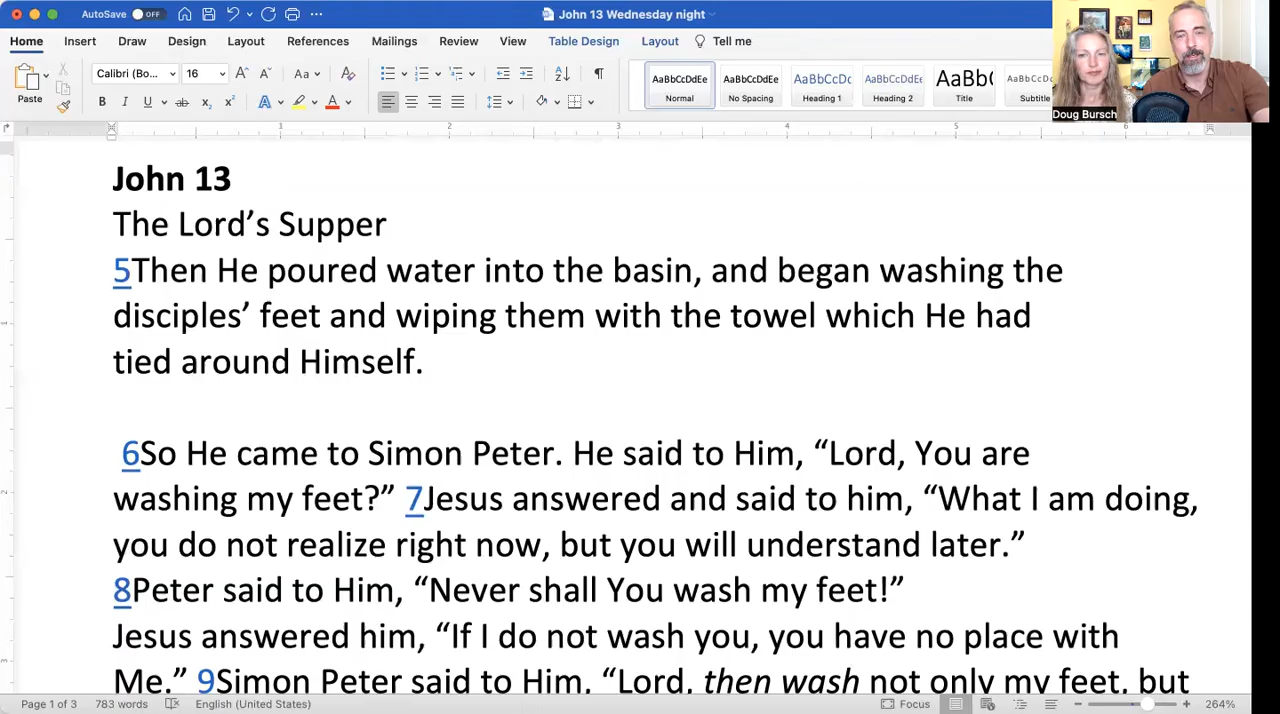 AutoSave OFF
John 13 Wednesday night
Home Insert Draw Design Layout References Mailings Review View Table Design Layout Tell me
Paste
Calibri (Bo... 16
AaBbCcDdEe AaBbCcDdEe AaBbCcDc AaBbCcDdE AaBb( AaBbCcDdE
Normal No Spacing Heading 1 Heading 2 Title Subtitle
Doug Bursch
1 2 3 4 5 6
John 13
The Lord’s Supper
5Then He poured water into the basin, and began washing the
disciples’ feet and wiping them with the towel which He had
tied around Himself.
6So He came to Simon Peter. He said to Him, “Lord, You are
washing my feet?” 7Jesus answered and said to him, “What I am doing,
you do not realize right now, but you will understand later.”
8Peter said to Him, “Never shall You wash my feet!”
Jesus answered him, “If I do not wash you, you have no place with
Me.” 9Simon Peter said to Him, “Lord, then wash not only my feet, but
Page 1 of 3 783 words English (United States) Focus 264%